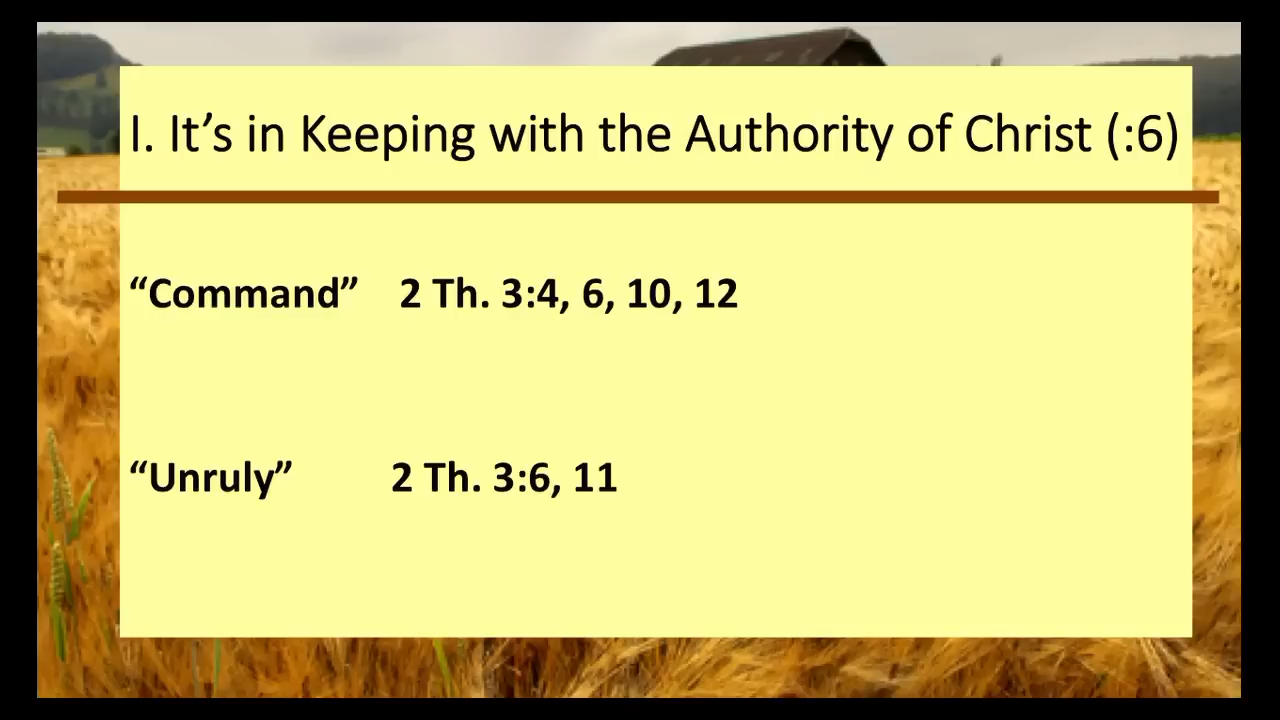 I. It’s in Keeping with the Authority of Christ (:6)
“Command” 2 Th. 3:4, 6, 10, 12
“Unruly” 2 Th. 3:6, 11